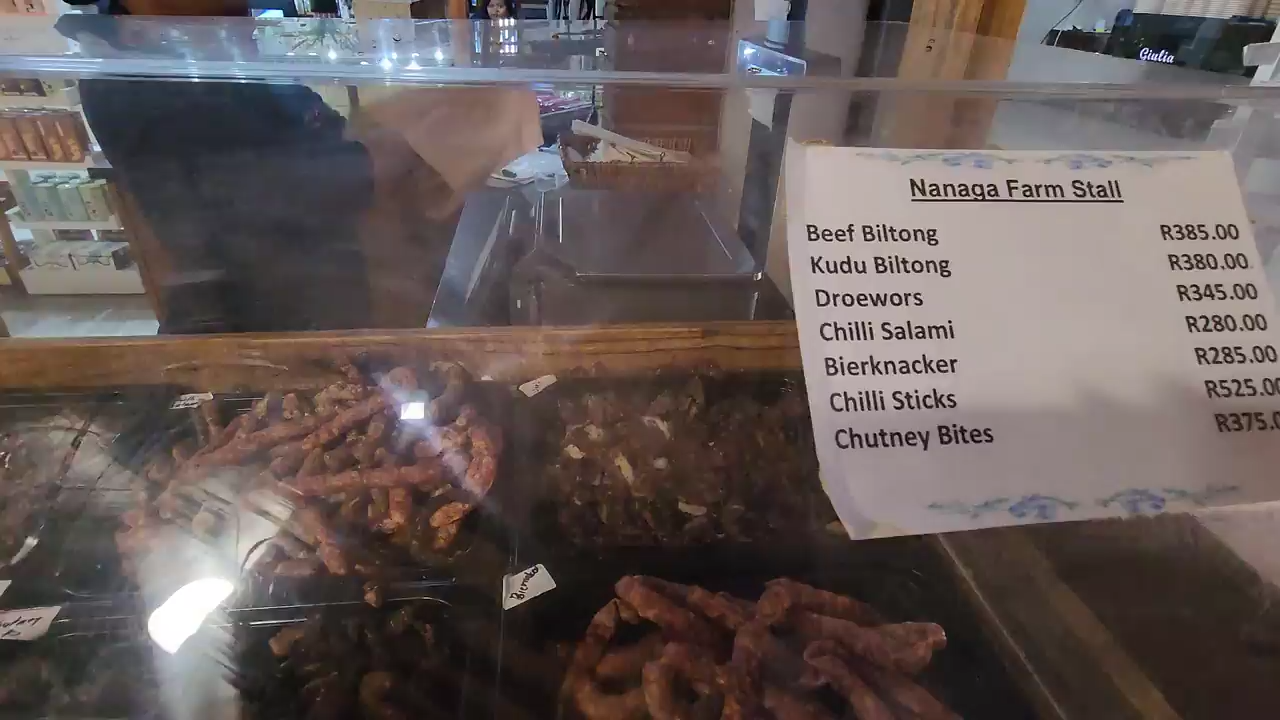 Giulia
Nanaga Farm Stall
Beef Biltong R385.00
Kudu Biltong R380.00
Droewors R345.00
Chilli Salami R280.00
Bierknacker R285.00
Chilli Sticks R525.00
Chutney Bites R375.0